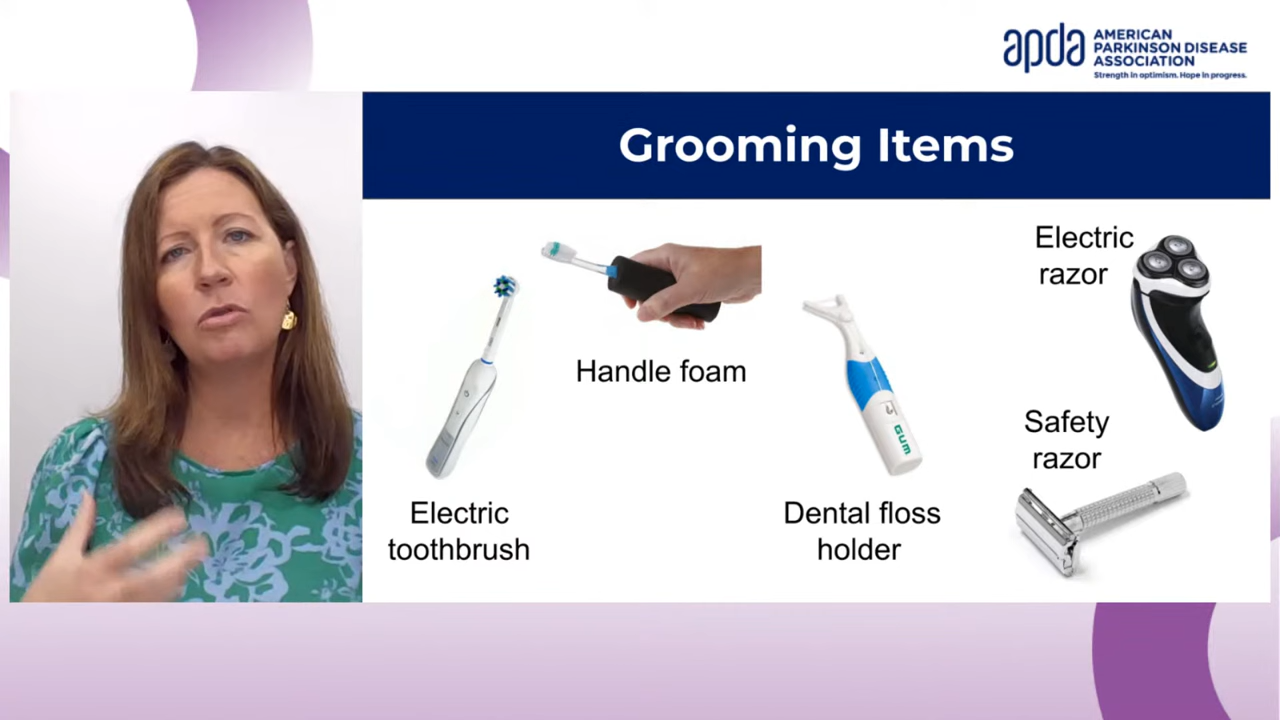 apda
AMERICAN
PARKINSON DISEASE
ASSOCIATION
Strength in optimism. Hope in progress.
Grooming Items
Electric
razor
Handle foam
Safety
razor
GUM
Electric
toothbrush
Dental floss
holder